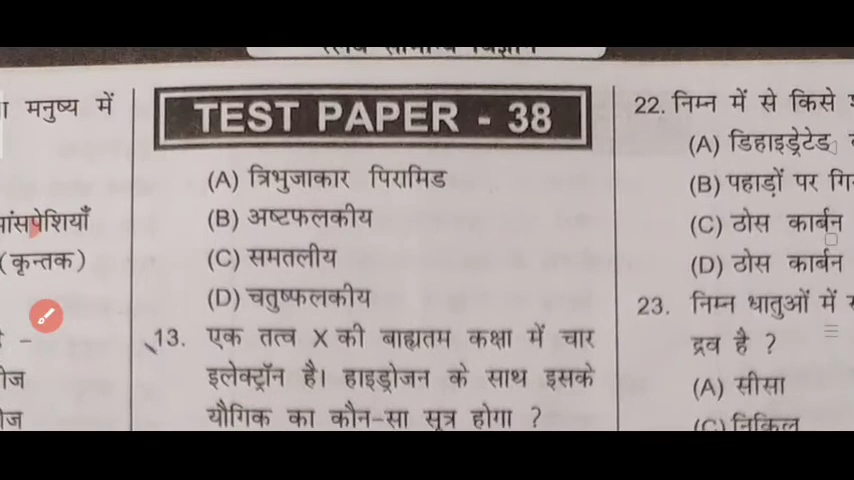 मनुष्य में
(कृन्तक)
TEST PAPER - 38
(A) त्रिभुजाकार पिरामिड
(B) अष्टफलकीय
(C) समतलीय
(D) चतुष्फलकीय
13. एक तत्व X की बाह्यतम कक्षा में चार
इलेक्ट्रॉन है। हाइड्रोजन के साथ इसके
यौगिक का कौन-सा सूत्र होगा ?
22. निम्न में से किसे
(A) डिहाइड्रेटेड
(B) पहाड़ों पर
(C) ठोस कार्बन
(D) ठोस कार्बन
23. निम्न धातुओं में
द्रव है ?
(A) सीसा
(C) निकिल